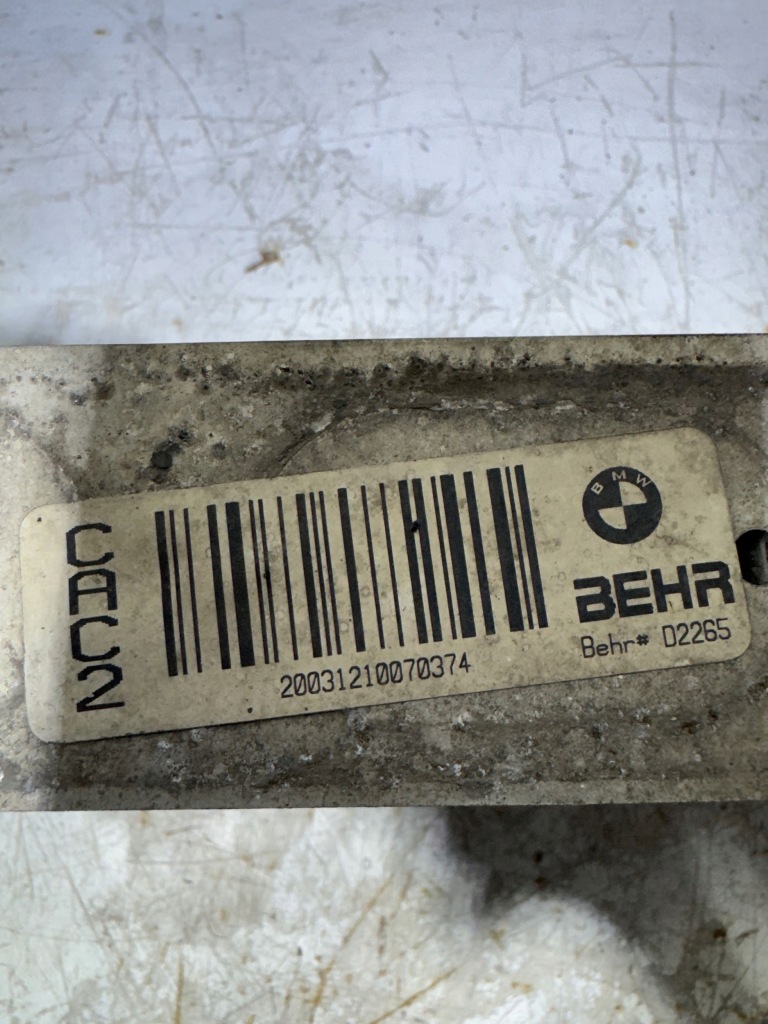 CAC2
20031210070374
BMW
BEHR
Behr# D2265